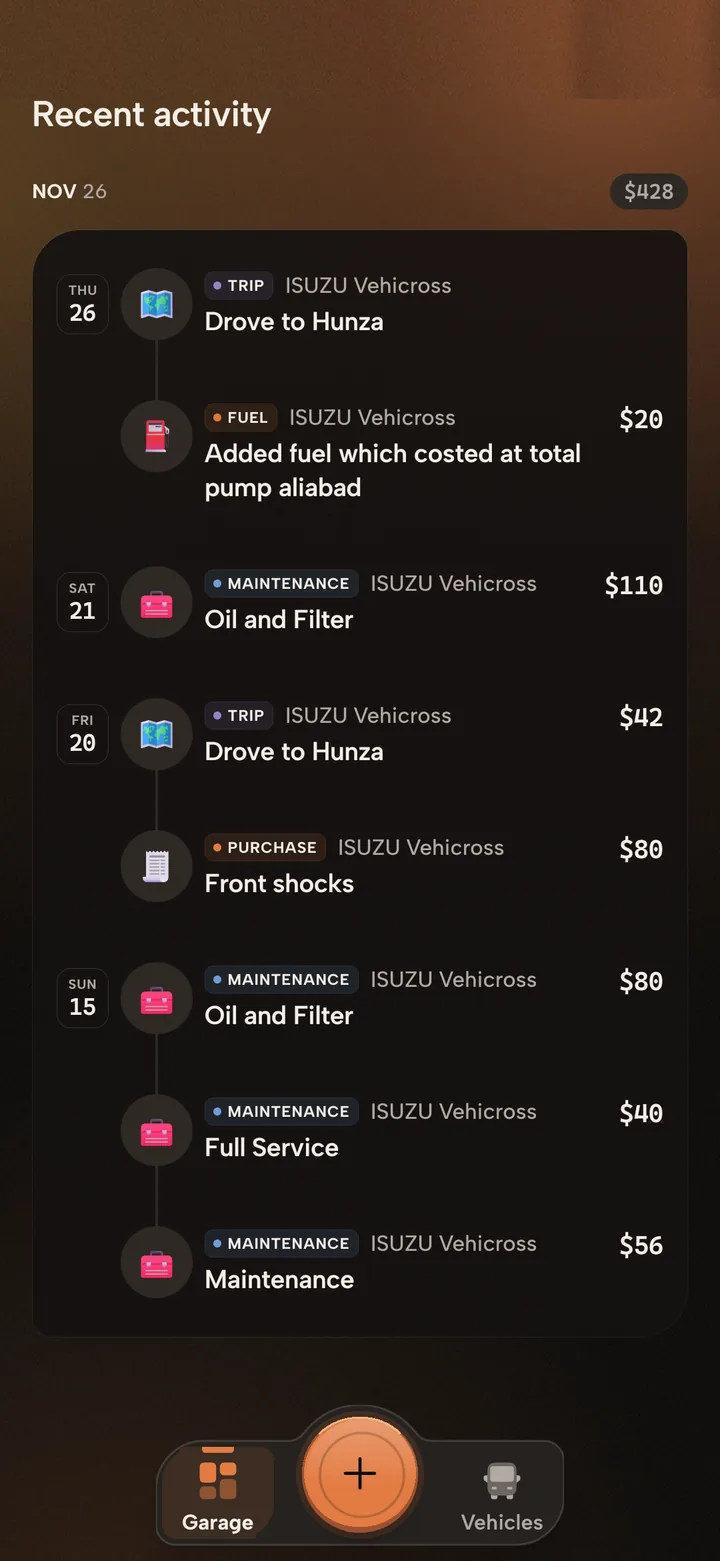 Recent activity
NOV 26
$428
THU
26
TRIP ISUZU Vehicross
Drove to Hunza
FUEL ISUZU Vehicross
$20
Added fuel which costed at total
pump aliabad
SAT
21
MAINTENANCE ISUZU Vehicross
$110
Oil and Filter
FRI
20
TRIP ISUZU Vehicross
$42
Drove to Hunza
PURCHASE ISUZU Vehicross
$80
Front shocks
SUN
15
MAINTENANCE ISUZU Vehicross
$80
Oil and Filter
MAINTENANCE ISUZU Vehicross
$40
Full Service
MAINTENANCE ISUZU Vehicross
$56
Maintenance
Garage
Vehicles